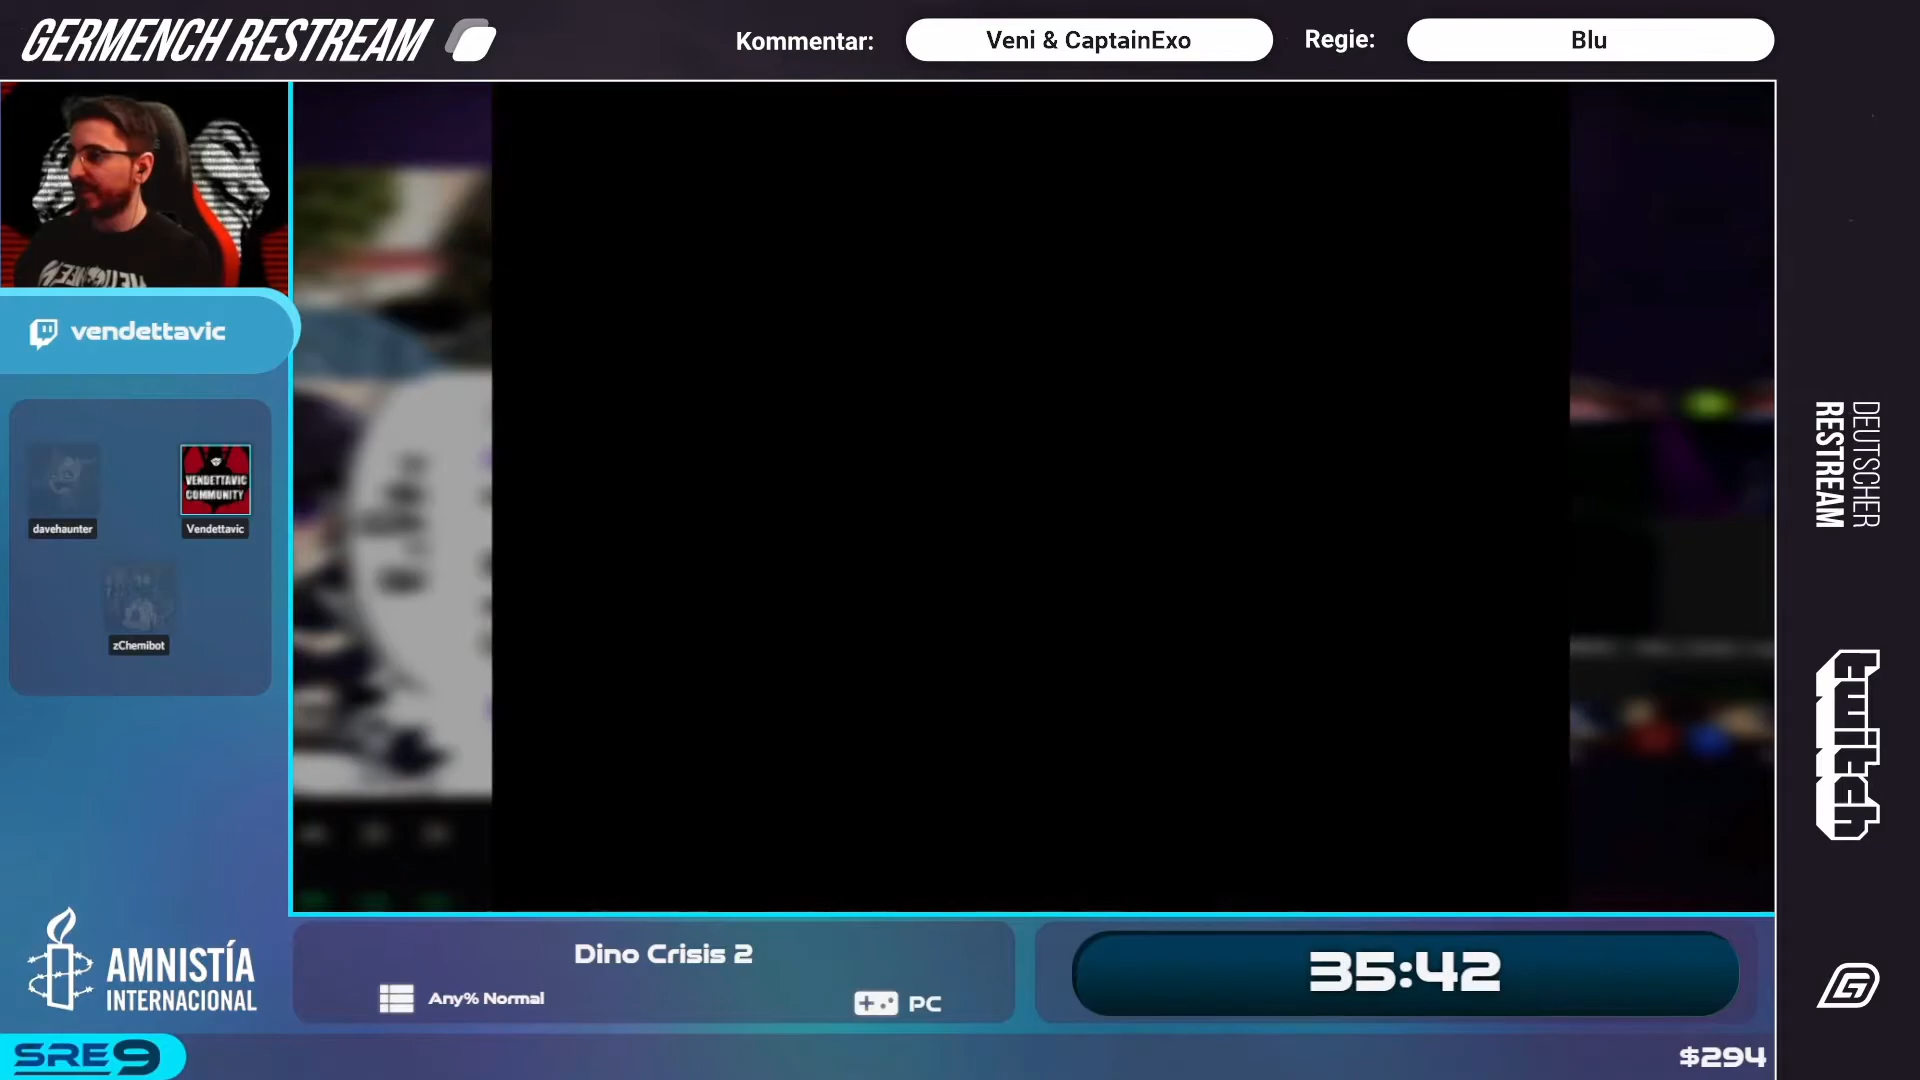 GERMENCH RESTREAM
Kommentar:
Veni & CaptainExo
Regie:
Blu
vendettavic
VENDETTAVIC
COMMUNITY
davehaunter
Vendettavic
zChemibot
DEUTSCHER
RESTREAM
twitch
AMNISTÍA
INTERNACIONAL
Dino Crisis 2
Any% Normal
PC
35:42
SRE9
$294